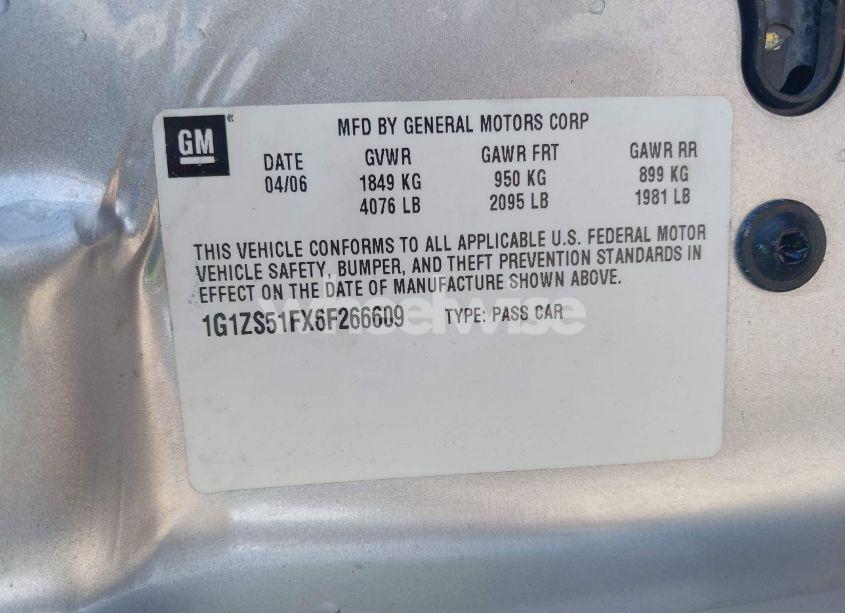 GM
MFD BY GENERAL MOTORS CORP
DATE GVWR GAWR FRT GAWR RR
04/06 1849 KG 950 KG 899 KG
4076 LB 2095 LB 1981 LB
THIS VEHICLE CONFORMS TO ALL APPLICABLE U.S. FEDERAL MOTOR
VEHICLE SAFETY, BUMPER, AND THEFT PREVENTION STANDARDS IN
EFFECT ON THE DATE OF MANUFACTURE SHOWN ABOVE.
1G1ZS51FX6F266609 TYPE: PASS CAR
Wheelwise